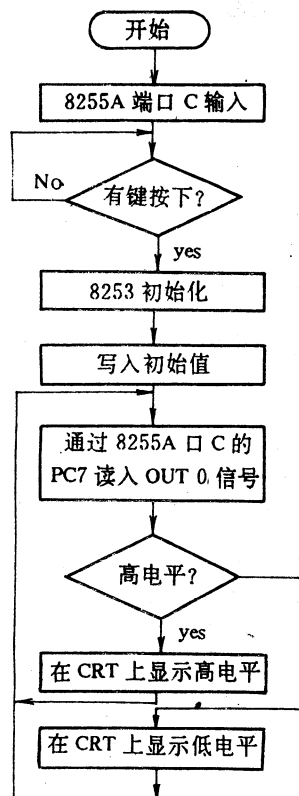 开始
8255A 端口 C 输入
No
有键按下?
yes
8253 初始化
写入初始值
通过 8255A 口 C 的
PC7 读入 OUT 0 信号
高电平?
yes
在 CRT 上显示高电平
在 CRT 上显示低电平